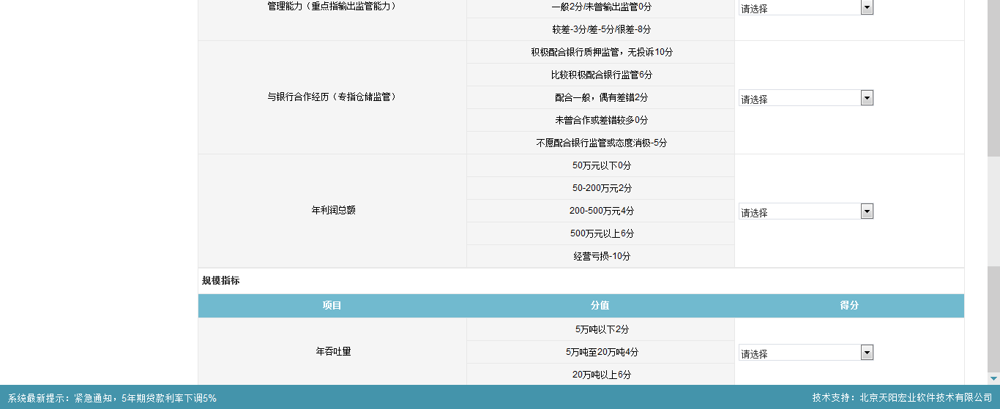 管理能力（重点指输出监管能力）
一般2分/未曾输出监管0分
请选择
较差-3分/差-5分/很差-8分
与银行合作经历（专指仓储监管）
积极配合银行质押监管，无投诉10分
比较积极配合银行监管6分
配合一般，偶有差错2分
未曾合作或差错较多0分
不愿配合银行监管或态度消极-5分
请选择
年利润总额
50万元以下0分
50-200万元2分
200-500万元4分
500万元以上6分
经营亏损-10分
请选择
规模指标
项目 分值 得分
年吞吐量
5万吨以下2分
5万吨至20万吨4分
20万吨以上6分
请选择
系统最新提示：紧急通知，5年期贷款利率下调5%
技术支持：北京天阳宏业软件技术有限公司